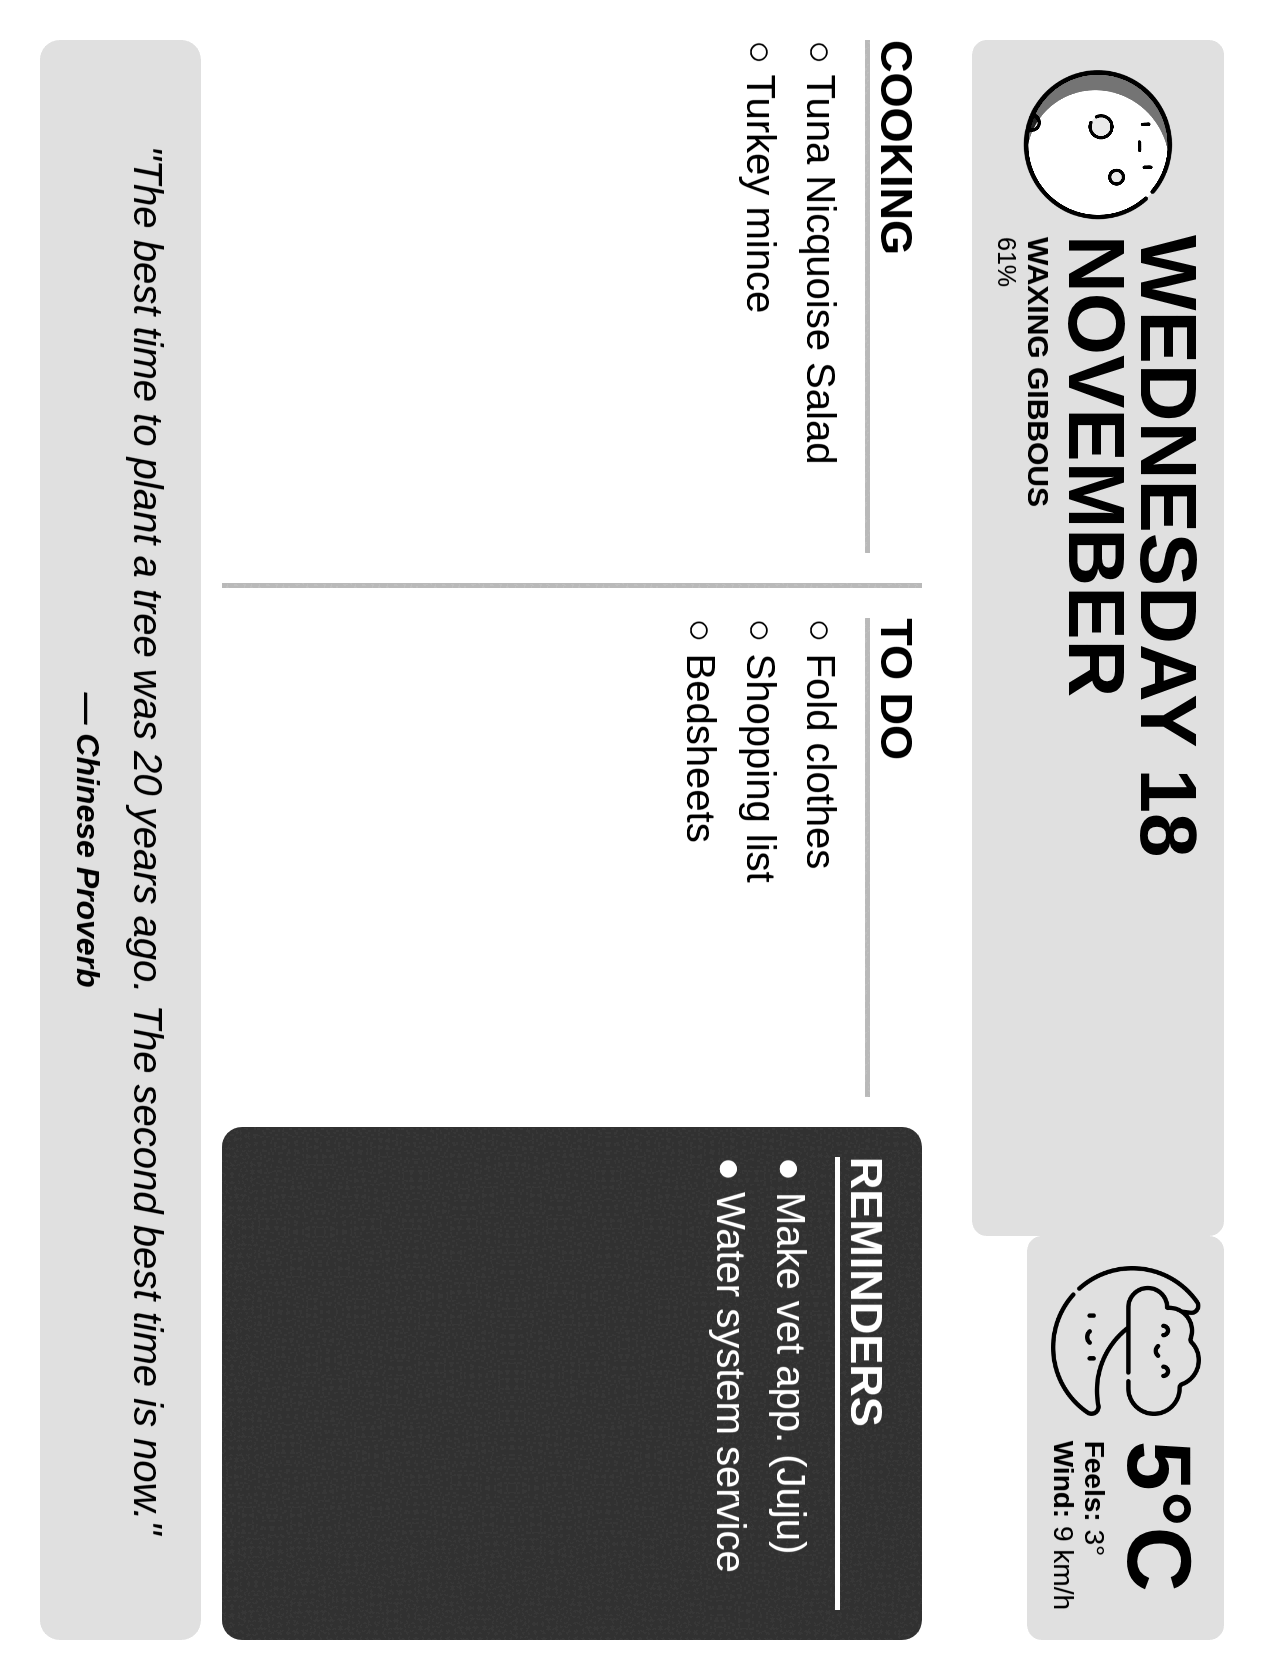 WEDNESDAY 18
NOVEMBER
WAXING GIBBOUS
61%
5°C
Feels: 3°
Wind: 9 km/h
COOKING
○ Tuna Nicquoise Salad
○ Turkey mince
TO DO
○ Fold clothes
○ Shopping list
○ Bedsheets
REMINDERS
● Make vet app. (Juju)
● Water system service
"The best time to plant a tree was 20 years ago. The second best time is now."
— Chinese Proverb